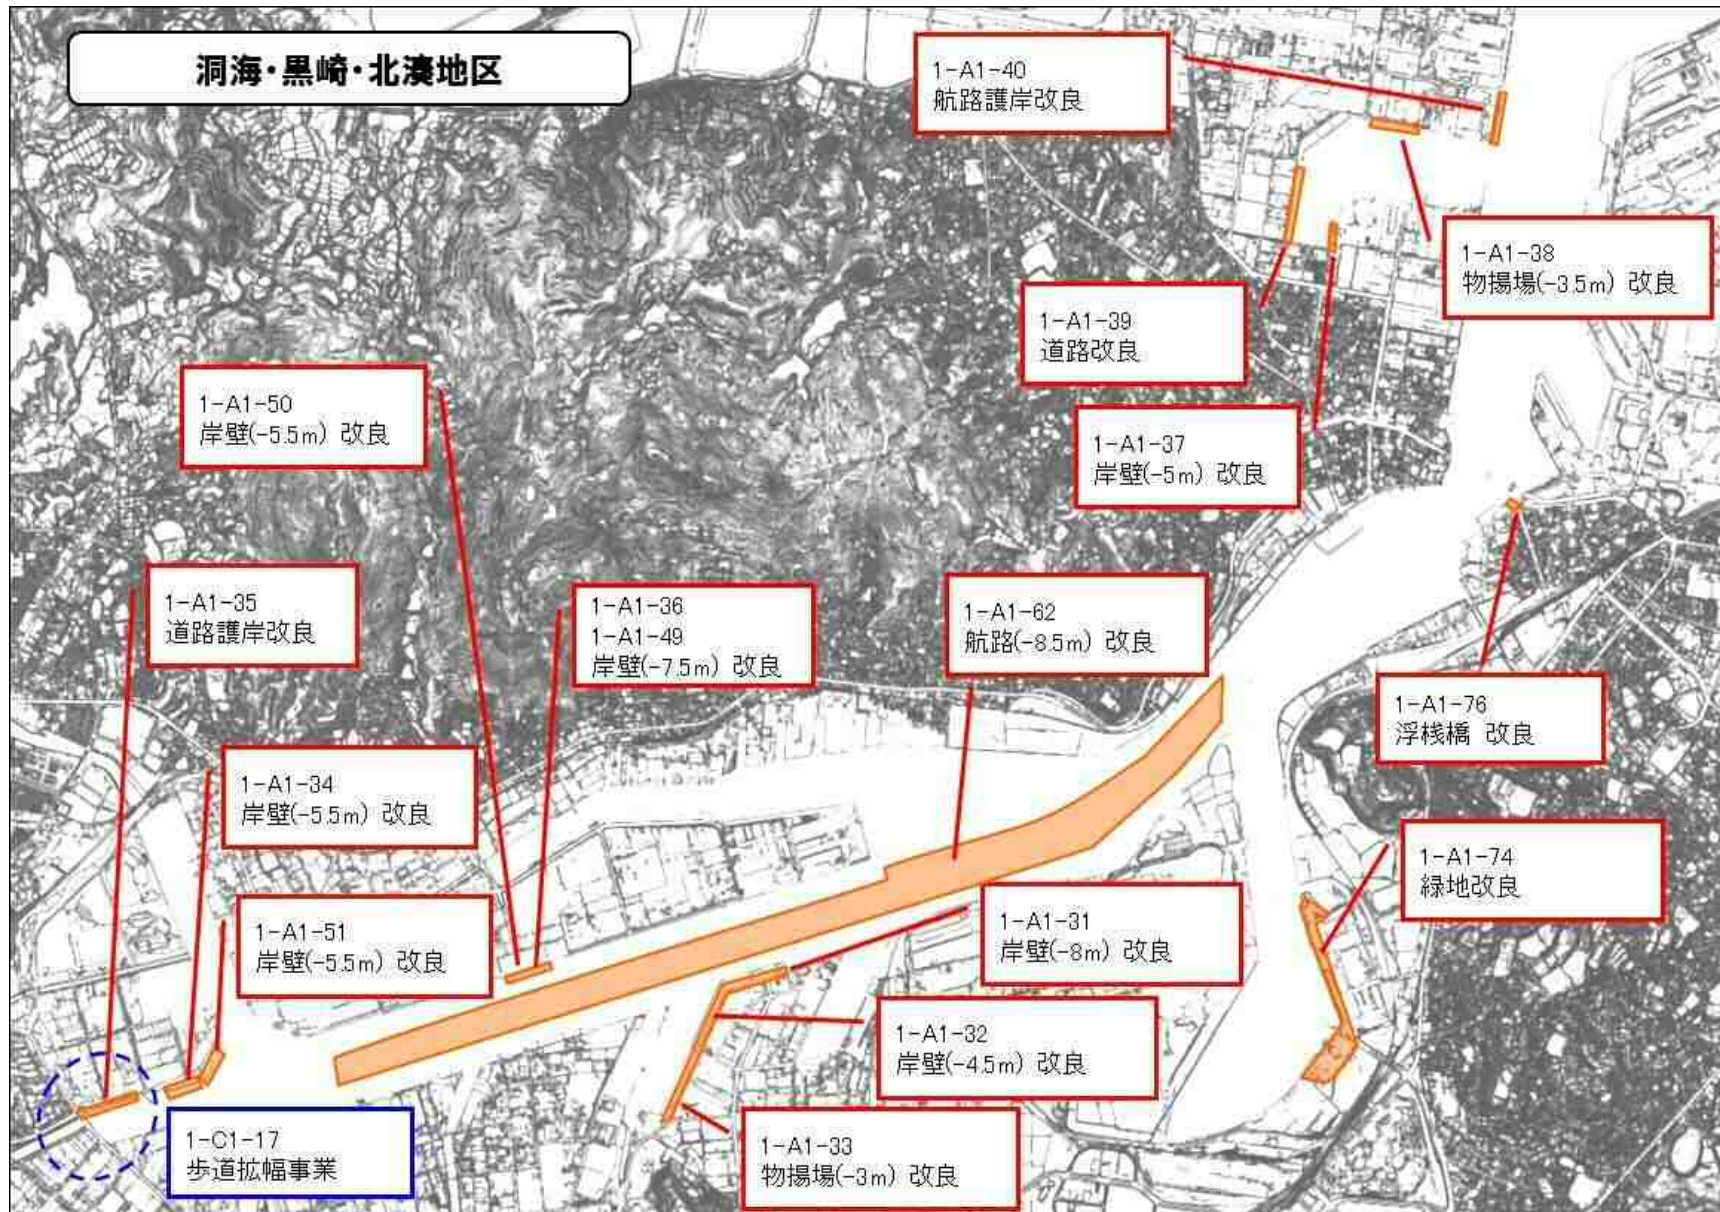 洞海・黒崎・北湊地区
1-A1-40
航路護岸改良
1-A1-38
物揚場(-3.5m) 改良
1-A1-39
道路改良
1-A1-37
岸壁(-5m) 改良
1-A1-50
岸壁(-5.5m) 改良
1-A1-35
道路護岸改良
1-A1-36
1-A1-49
岸壁(-7.5m) 改良
1-A1-62
航路(-8.5m) 改良
1-A1-76
浮桟橋 改良
1-A1-34
岸壁(-5.5m) 改良
1-A1-74
緑地改良
1-A1-51
岸壁(-5.5m) 改良
1-A1-31
岸壁(-8m) 改良
1-A1-32
岸壁(-4.5m) 改良
1-C1-17
歩道拡幅事業
1-A1-33
物揚場(-3m) 改良